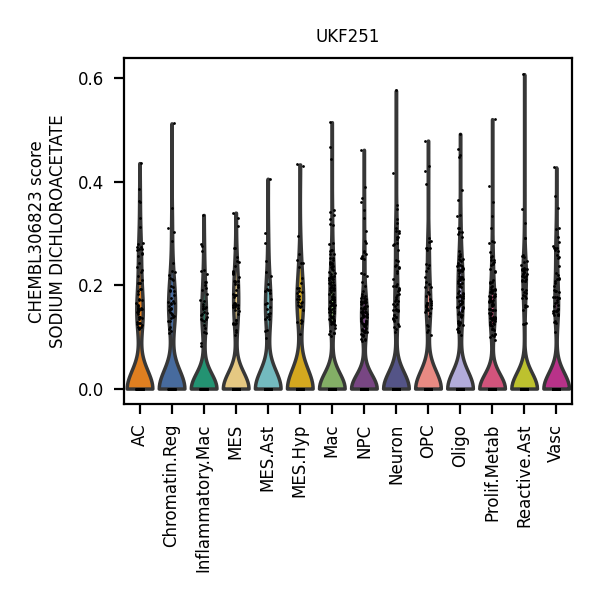 UKF251
CHEMBL306823 score
SODIUM DICHLOROACETATE
0.6
0.4
0.2
0.0
AC
Chromatin.Reg
Inflammatory.Mac
MES
MES.Ast
MES.Hyp
Mac
NPC
Neuron
OPC
Oligo
Prolif.Metab
Reactive.Ast
Vasc